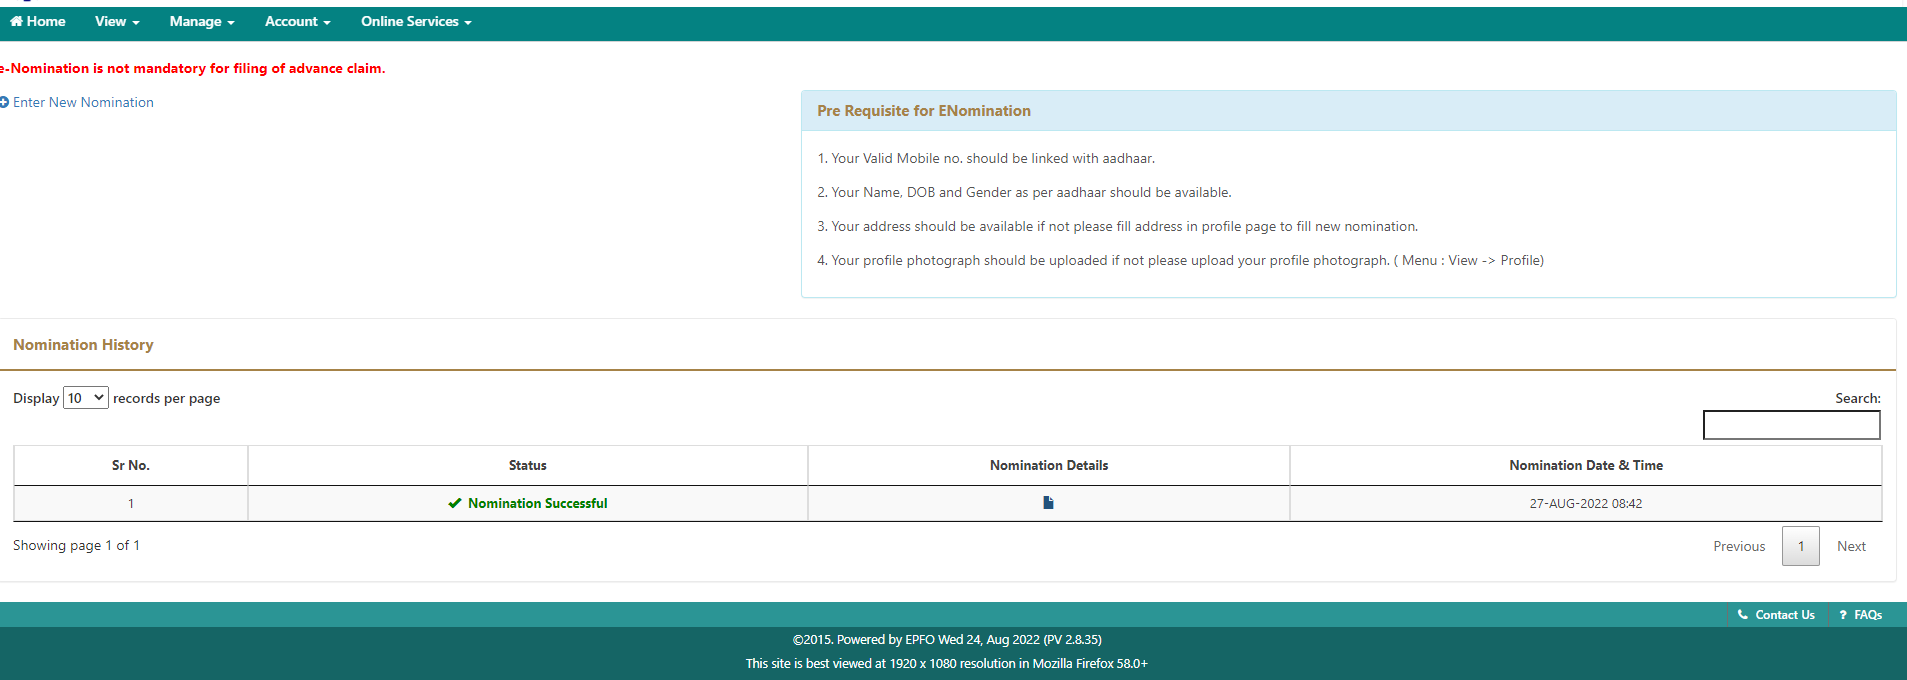 Home View Manage Account Online Services
e-Nomination is not mandatory for filing of advance claim.
Enter New Nomination
Pre Requisite for ENomination
1. Your Valid Mobile no. should be linked with aadhaar.
2. Your Name, DOB and Gender as per aadhaar should be available.
3. Your address should be available if not please fill address in profile page to fill new nomination.
4. Your profile photograph should be uploaded if not please upload your profile photograph. ( Menu : View -> Profile)
Nomination History
Display 10 records per page
Search:
Sr No. Status Nomination Details Nomination Date & Time
1 Nomination Successful 27-AUG-2022 08:42
Showing page 1 of 1
Previous 1 Next
Contact Us ? FAQs
©2015. Powered by EPFO Wed 24, Aug 2022 (PV 2.8.35)
This site is best viewed at 1920 x 1080 resolution in Mozilla Firefox 58.0+